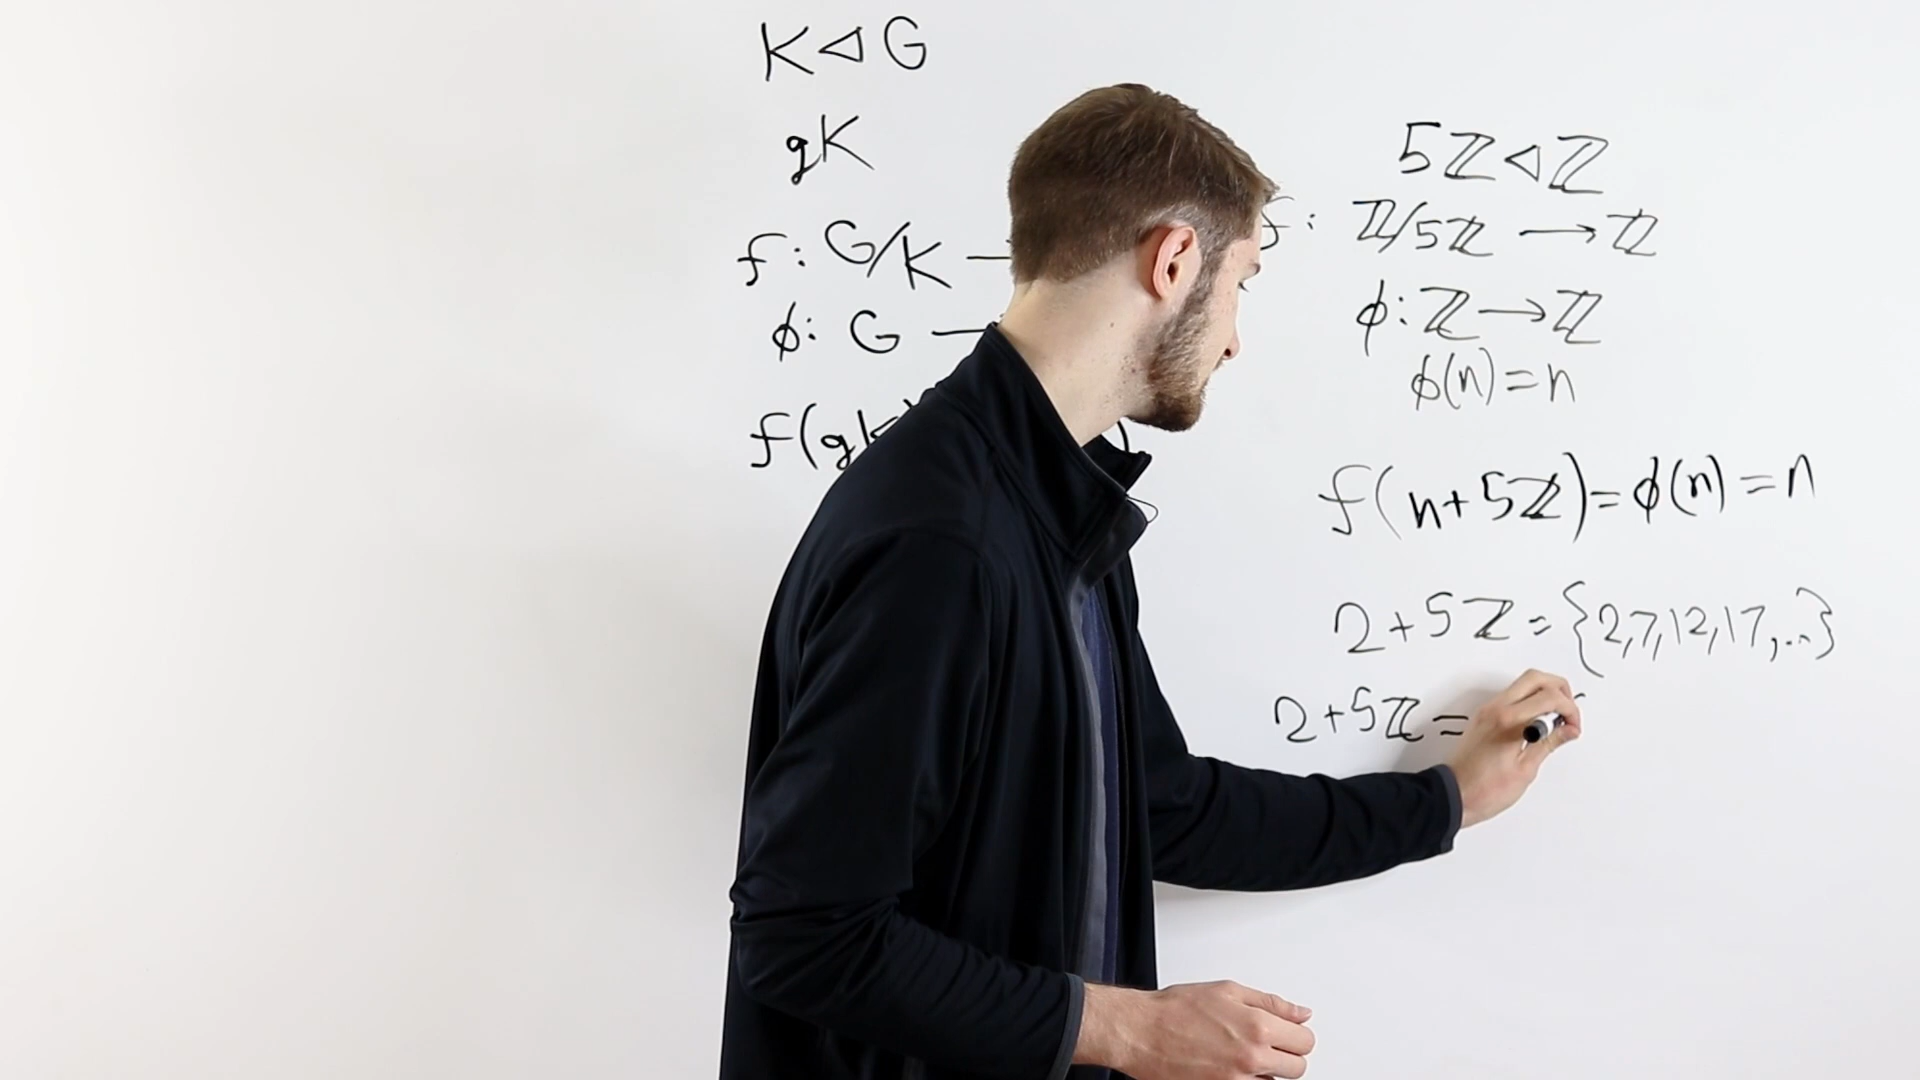 K ⊲ G
gK
f: G/K —
ϕ: G —
f(gK )
5ℤ ⊲ ℤ
f: ℤ/5ℤ → ℤ
ϕ: ℤ → ℤ
ϕ(n) = n
f(n + 5ℤ) = ϕ(n) = n
2 + 5ℤ = {2, 7, 12, 17, ...}
2 + 5ℤ =